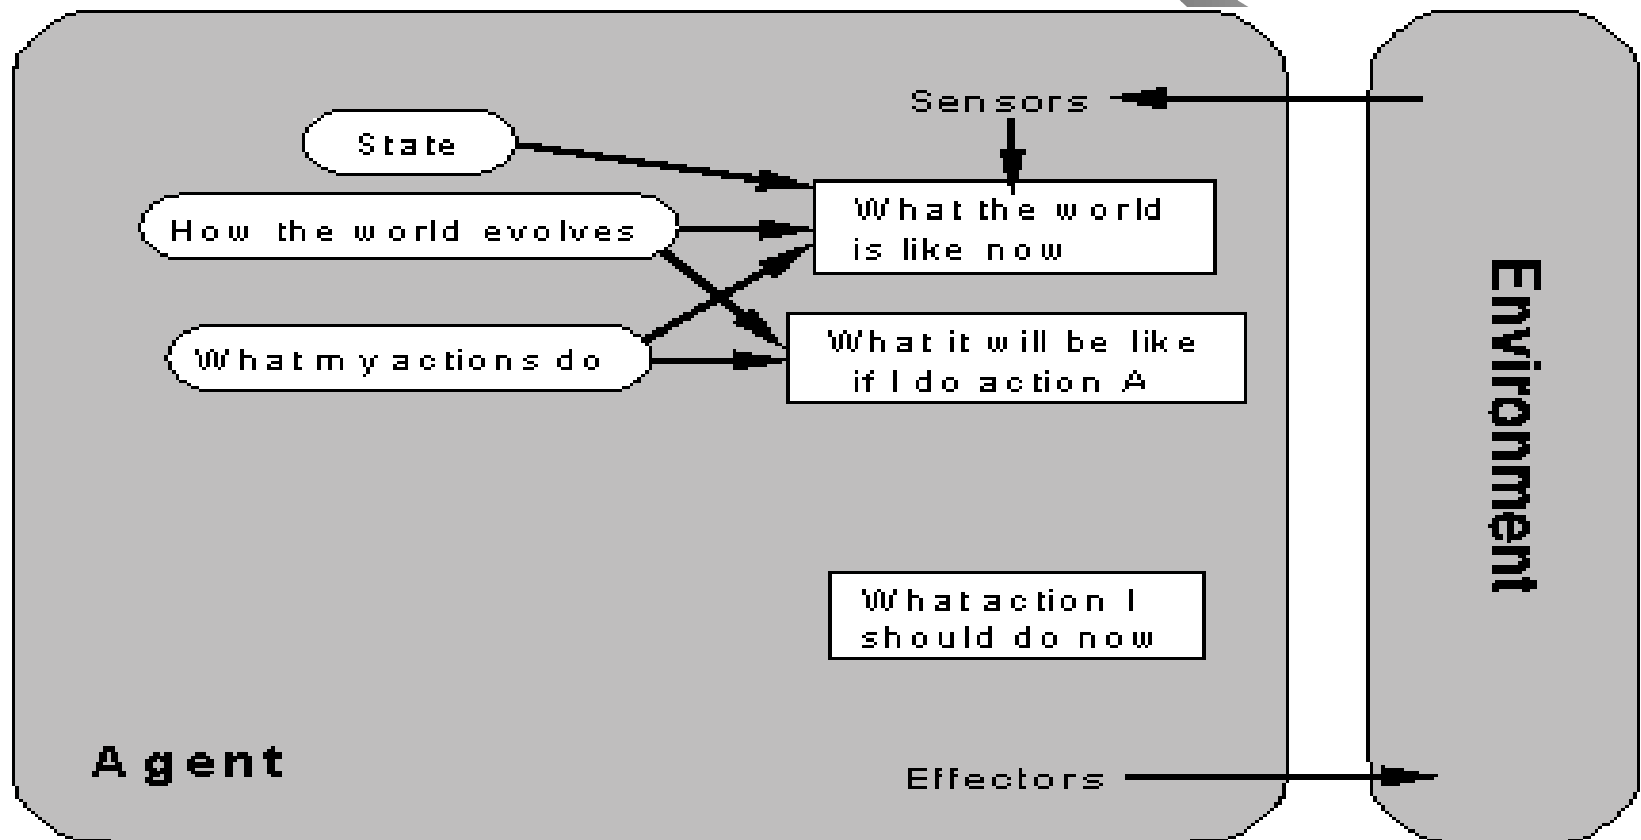 Sensors
State
What the world
is like now
How the world evolves
What it will be like
if I do action A
What my actions do
What action I
should do now
Agent
Effectors
Environment